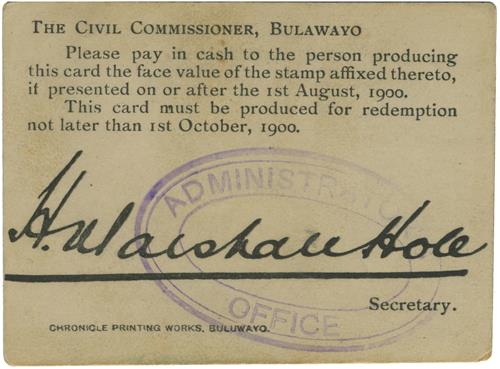 THE CIVIL COMMISSIONER, BULAWAYO
Please pay in cash to the person producing
this card the face value of the stamp affixed thereto,
if presented on or after the 1st August, 1900.
This card must be produced for redemption
not later than 1st October, 1900.
ADMINISTRATOR'S
H. Marshall Hole
OFFICE
Secretary.
CHRONICLE PRINTING WORKS, BULUWAYO.